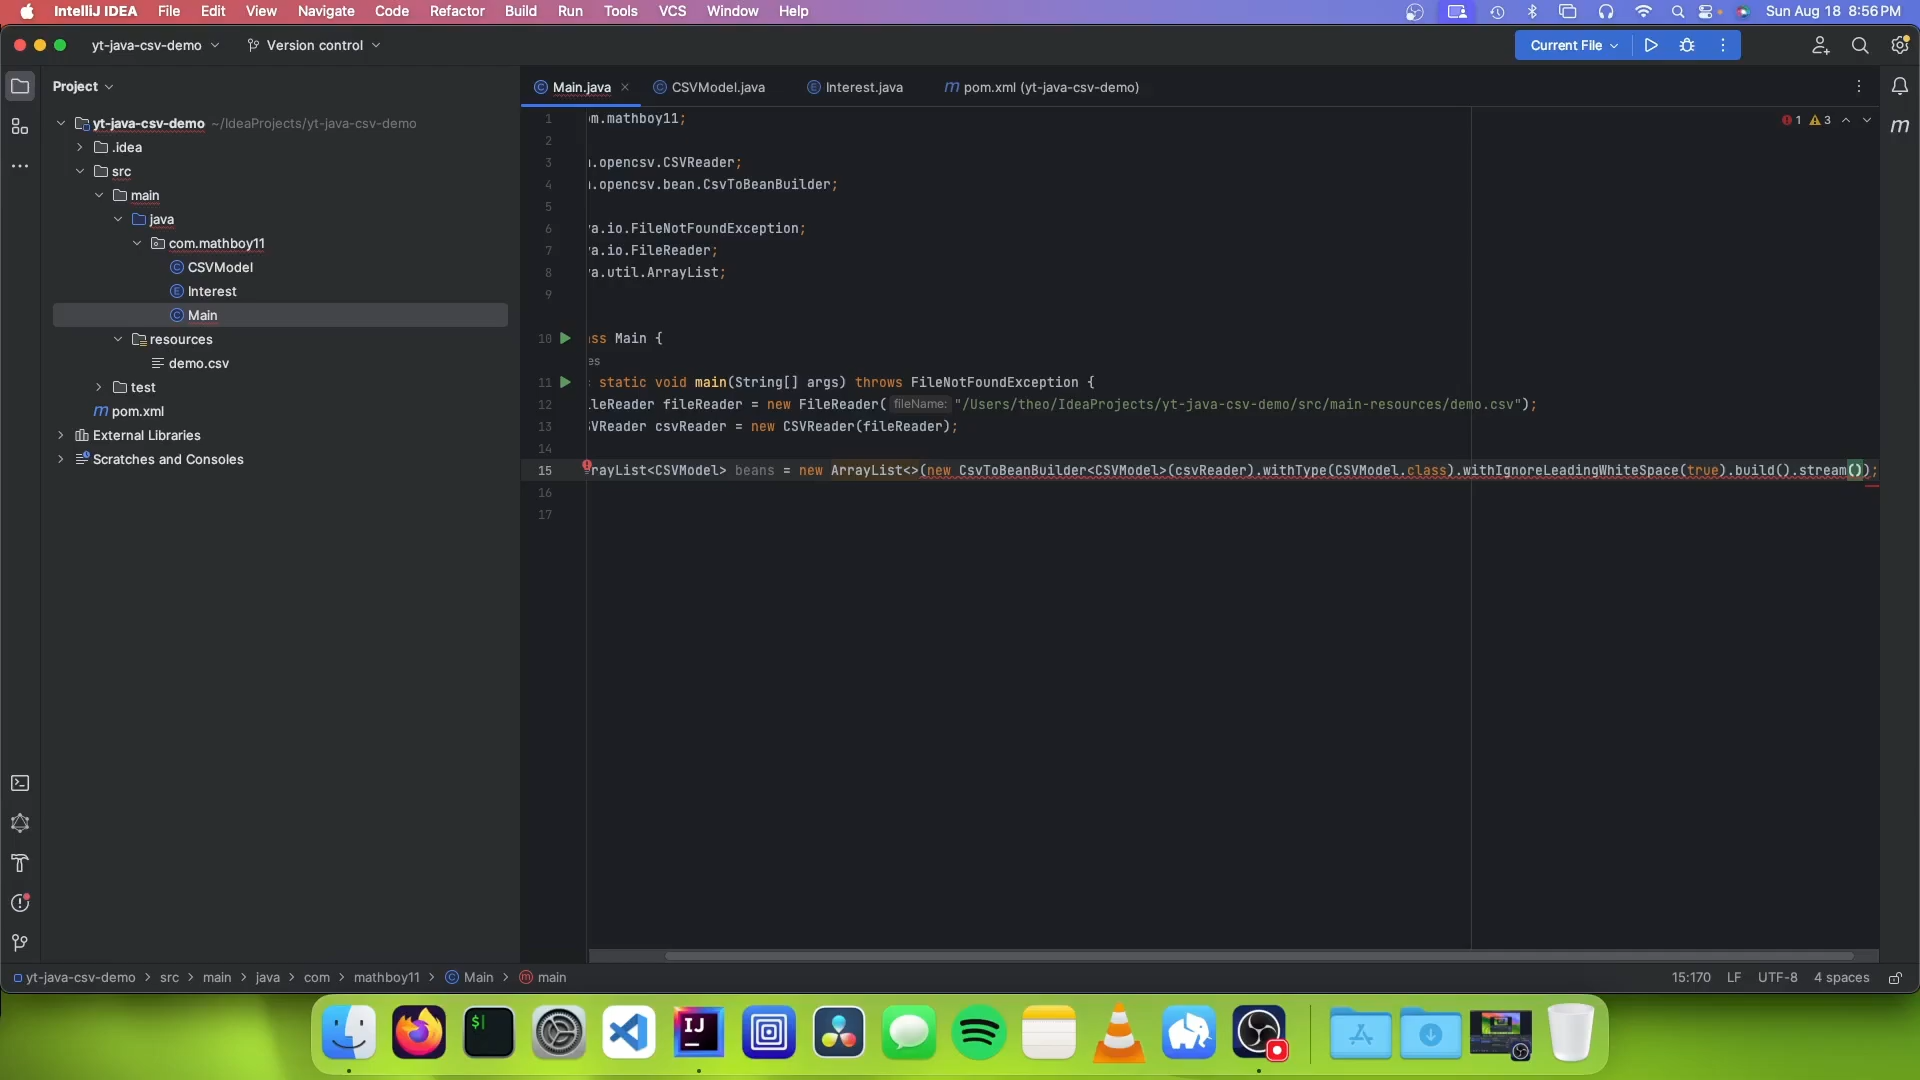 IntelliJ IDEA File Edit View Navigate Code Refactor Build Run Tools VCS Window Help Sun Aug 18 8:56 PM
yt-java-csv-demo Version control Current File
Project
Main.java CSVModel.java Interest.java pom.xml (yt-java-csv-demo)
yt-java-csv-demo ~/IdeaProjects/yt-java-csv-demo
.idea
src
main
java
com.mathboy11
CSVModel
Interest
Main
resources
demo.csv
test
pom.xml
External Libraries
Scratches and Consoles
1 3
1 m.mathboy11;
2
3 .opencsv.CSVReader;
4 .opencsv.bean.CsvToBeanBuilder;
5
6 a.io.FileNotFoundException;
7 a.io.FileReader;
8 a.util.ArrayList;
9
10 ss Main {
es
11 static void main(String[] args) throws FileNotFoundException {
12 leReader fileReader = new FileReader( fileName: "/Users/theo/IdeaProjects/yt-java-csv-demo/src/main-resources/demo.csv");
13 VReader csvReader = new CSVReader(fileReader);
14
15 rayList<CSVModel> beans = new ArrayList<>(new CsvToBeanBuilder<CSVModel>(csvReader).withType(CSVModel.class).withIgnoreLeadingWhiteSpace(true).build().stream());
16
17
yt-java-csv-demo > src > main > java > com > mathboy11 > Main > main 15:170 LF UTF-8 4 spaces